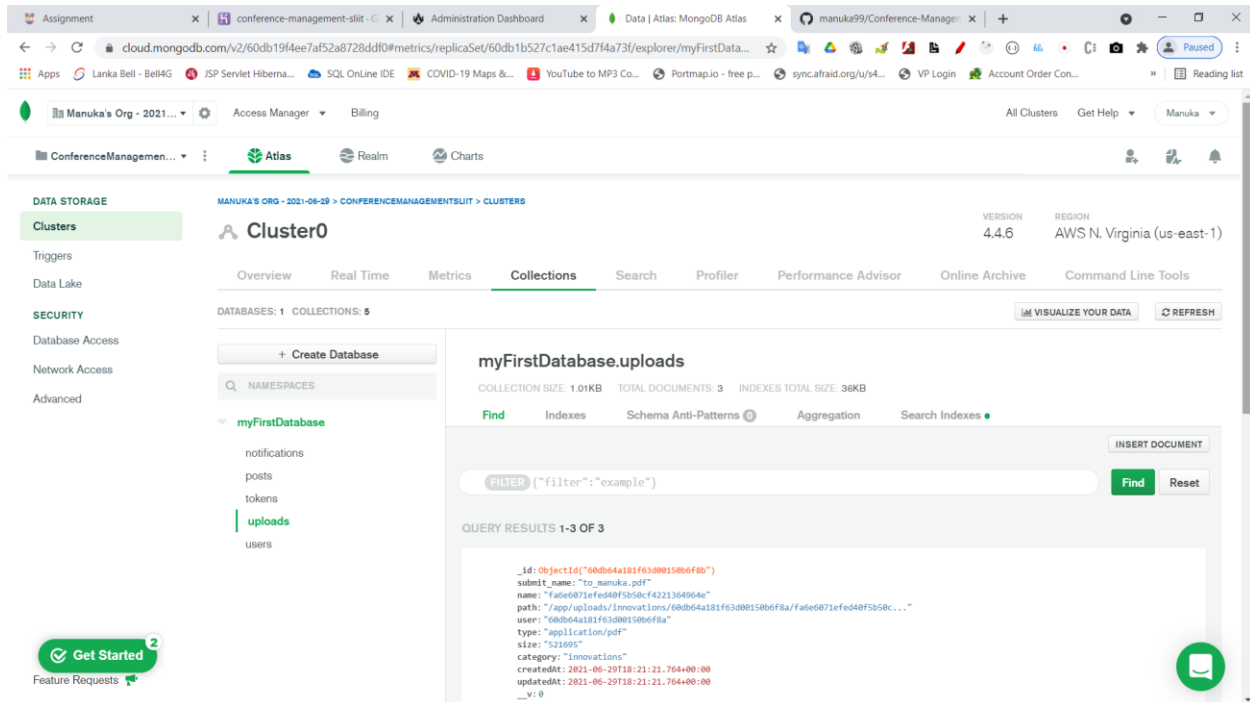 Assignment
conference-management-sliit - G
Administration Dashboard
Data | Atlas: MongoDB Atlas
manuka99/Conference-Managem
cloud.mongodb.com/v2/60db19f4ee7af52a8728ddf0#metrics/replicaSet/60db1b527c1ae415d7f4a73f/explorer/myFirstData...
Paused
Apps
Lanka Bell - Bell4G
JSP Servlet Hiberna...
SQL OnLine IDE
COVID-19 Maps &...
YouTube to MP3 Co...
Portmap.io - free p...
sync.afraid.org/u/s4...
VP Login
Account Order Con...
»
Reading list
Manuka's Org - 2021...
Access Manager
Billing
All Clusters
Get Help
Manuka
ConferenceManagemen...
Atlas
Realm
Charts
DATA STORAGE
Clusters
Triggers
Data Lake
SECURITY
Database Access
Network Access
Advanced
MANUKA'S ORG - 2021-06-29 > CONFERENCEMANAGEMENTSLIIT > CLUSTERS
Cluster0
VERSION
4.4.6
REGION
AWS N. Virginia (us-east-1)
Overview
Real Time
Metrics
Collections
Search
Profiler
Performance Advisor
Online Archive
Command Line Tools
DATABASES: 1 COLLECTIONS: 5
VISUALIZE YOUR DATA
REFRESH
+ Create Database
NAMESPACES
myFirstDatabase
notifications
posts
tokens
uploads
users
myFirstDatabase.uploads
COLLECTION SIZE: 1.01KB TOTAL DOCUMENTS: 3 INDEXES TOTAL SIZE: 36KB
Find
Indexes
Schema Anti-Patterns 0
Aggregation
Search Indexes
INSERT DOCUMENT
FILTER {"filter":"example"}
Find
Reset
QUERY RESULTS 1-3 OF 3
_id: ObjectId("60db64a181f63d00150b6f8b")
submit_name: "to_manuka.pdf"
name: "fa6e6071efed40f5b50cf4221364964e"
path: "/app/uploads/innovations/60db64a181f63d00150b6f8a/fa6e6071efed40f5b50c..."
user: "60db64a181f63d00150b6f8a"
type: "application/pdf"
size: "521695"
category: "innovations"
createdAt: 2021-06-29T18:21:21.764+00:00
updatedAt: 2021-06-29T18:21:21.764+00:00
__v: 0
Get Started
2
Feature Requests